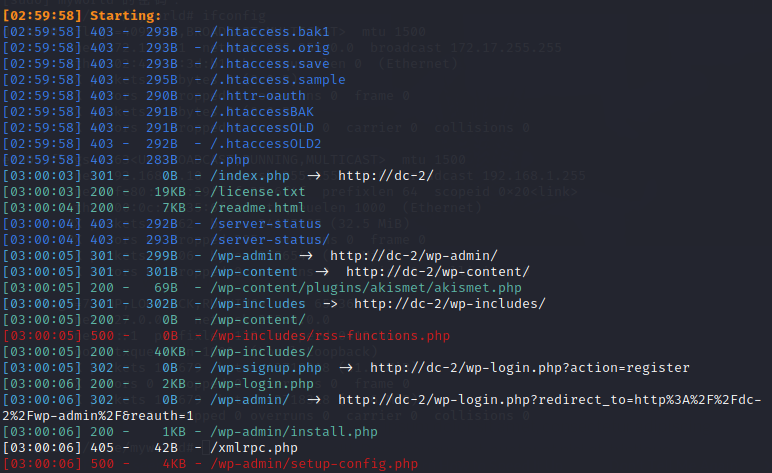 [02:59:58] Starting:
[02:59:58] 403 - 293B - /.htaccess.bak1
[02:59:58] 403 - 293B - /.htaccess.orig
[02:59:58] 403 - 293B - /.htaccess.save
[02:59:58] 403 - 295B - /.htaccess.sample
[02:59:58] 403 - 290B - /.httr-oauth
[02:59:58] 403 - 291B - /.htaccessBAK
[02:59:58] 403 - 291B - /.htaccessOLD
[02:59:58] 403 - 292B - /.htaccessOLD2
[02:59:58] 403 - 283B - /.php
[03:00:03] 301 - 0B - /index.php -> http://dc-2/
[03:00:03] 200 - 19KB - /license.txt
[03:00:04] 200 - 7KB - /readme.html
[03:00:04] 403 - 292B - /server-status
[03:00:04] 403 - 293B - /server-status/
[03:00:05] 301 - 299B - /wp-admin -> http://dc-2/wp-admin/
[03:00:05] 301 - 301B - /wp-content -> http://dc-2/wp-content/
[03:00:05] 200 - 69B - /wp-content/plugins/akismet/akismet.php
[03:00:05] 301 - 302B - /wp-includes -> http://dc-2/wp-includes/
[03:00:05] 200 - 0B - /wp-content/
[03:00:05] 500 - 0B - /wp-includes/rss-functions.php
[03:00:05] 200 - 40KB - /wp-includes/
[03:00:05] 302 - 0B - /wp-signup.php -> http://dc-2/wp-login.php?action=register
[03:00:06] 200 - 2KB - /wp-login.php
[03:00:06] 302 - 0B - /wp-admin/ -> http://dc-2/wp-login.php?redirect_to=http%3A%2F%2Fdc-
2%2Fwp-admin%2F&reauth=1
[03:00:06] 200 - 1KB - /wp-admin/install.php
[03:00:06] 405 - 42B - /xmlrpc.php
[03:00:06] 500 - 4KB - /wp-admin/setup-config.php